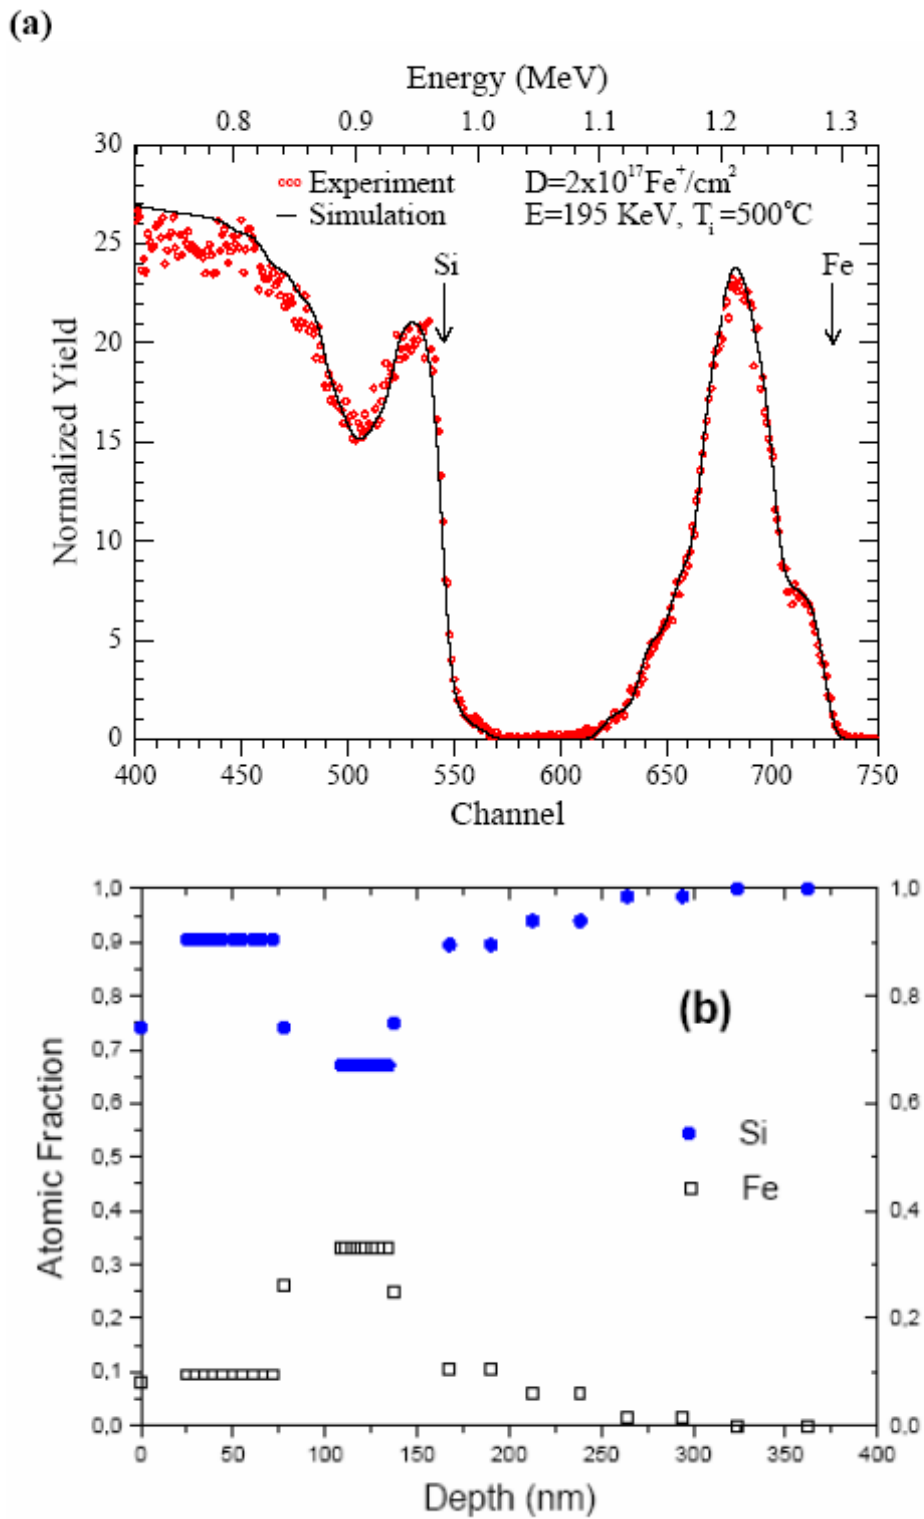 (a)
Energy (MeV)
0.8 0.9 1.0 1.1 1.2 1.3
30
25
20
15
10
5
0
Normalized Yield
Experiment
Simulation
D=2x10¹⁷Fe⁺/cm²
E=195 KeV, Tᵢ=500°C
Si
Fe
400 450 500 550 600 650 700 750
Channel
1,0
0,9
0,8
0,7
0,6
0,5
0,4
0,3
0,2
0,1
0,0
Atomic Fraction
(b)
Si
Fe
1,0
0,8
0,6
0,4
0,2
0,0
0 50 100 150 200 250 300 350 400
Depth (nm)